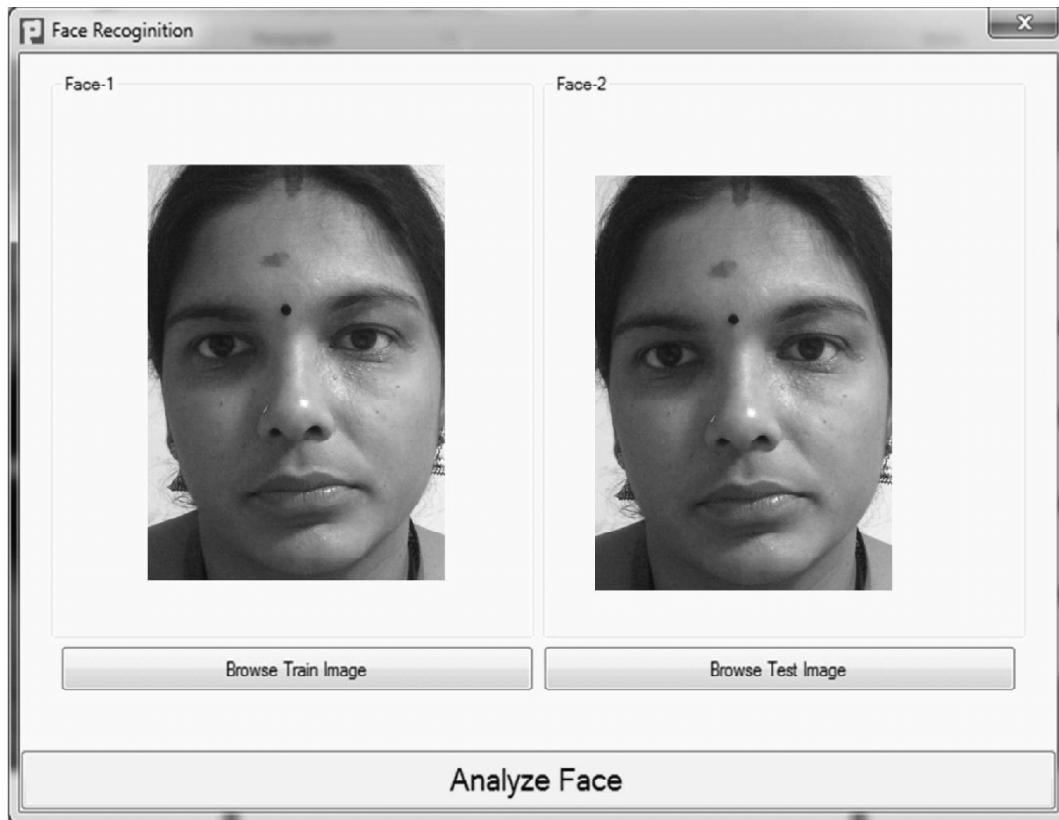 Face Recoginition
Face-1
Face-2
Browse Train Image
Browse Test Image
Analyze Face